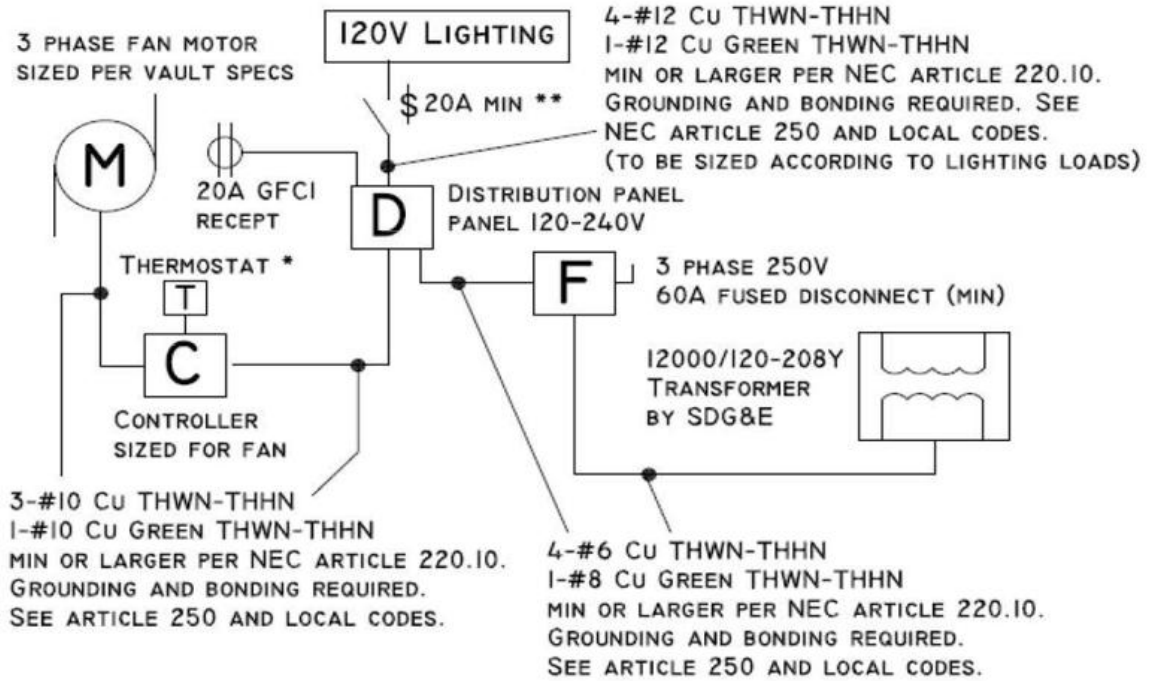 3 PHASE FAN MOTOR
SIZED PER VAULT SPECS
120V LIGHTING
4-#12 CU THWN-THHN
1-#12 CU GREEN THWN-THHN
MIN OR LARGER PER NEC ARTICLE 220.10.
GROUNDING AND BONDING REQUIRED. SEE
NEC ARTICLE 250 AND LOCAL CODES.
(TO BE SIZED ACCORDING TO LIGHTING LOADS)
$ 20A MIN **
M
20A GFCI
RECEPT
D
DISTRIBUTION PANEL
PANEL 120-240V
THERMOSTAT *
T
C
CONTROLLER
SIZED FOR FAN
F
3 PHASE 250V
60A FUSED DISCONNECT (MIN)
12000/120-208Y
TRANSFORMER
BY SDG&E
3-#10 CU THWN-THHN
1-#10 CU GREEN THWN-THHN
MIN OR LARGER PER NEC ARTICLE 220.10.
GROUNDING AND BONDING REQUIRED.
SEE ARTICLE 250 AND LOCAL CODES.
4-#6 CU THWN-THHN
1-#8 CU GREEN THWN-THHN
MIN OR LARGER PER NEC ARTICLE 220.10.
GROUNDING AND BONDING REQUIRED.
SEE ARTICLE 250 AND LOCAL CODES.